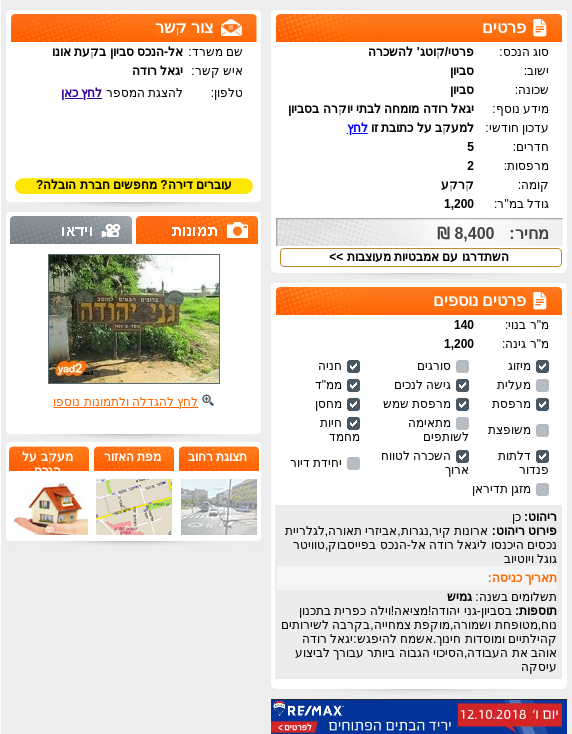 פרטים
סוג הנכס: פרטי/קוטג' להשכרה
ישוב: סביון
שכונה: סביון
מידע נוסף: יגאל רודה מומחה לבתי יוקרה בסביון
עדכון חודשי: למעקב על כתובת זו לחץ
חדרים: 5
מרפסות: 2
קומה: קרקע
גודל במ"ר: 1,200
מחיר: 8,400 ₪
השתדרגו עם אמבטיות מעוצבות >>
פרטים נוספים
מ"ר בנוי: 140
מ"ר גינה: 1,200
מיזוג סורגים חניה
מעלית גישה לנכים ממ"ד
מרפסת מרפסת שמש מחסן
משופצת מתאימה לשותפים חיות מחמד
דלתות פנדור השכרה לטווח ארוך יחידת דיור
מזגן תדיראן
ריהוט: כן
פירוט ריהוט: ארונות קיר,נגרות,אביזרי תאורה,לגלריית
נכסים היכנסו ליגאל רודה אל-הנכס בפייסבוק,טוויטר
גוגל ויוטיוב
תאריך כניסה:
תשלומים בשנה: גמיש
תוספות: בסביון-גני יהודה!מציאה!וילה כפרית בתכנון
נוח,מטופחת ושמורה,מוקפת צמחייה,בקרבה לשירותים
קהילתיים ומוסדות חינוך.אשמח להיפגש:יגאל רודה
אוהב את העבודה,הסיכוי הגבוה ביותר עבורך לביצוע
עיסקה
יום ו' 12.10.2018
יריד הבתים הפתוחים
RE/MAX
לפרטים >
צור קשר
שם משרד: אל-הנכס סביון בקעת אונו
איש קשר: יגאל רודה
טלפון: להצגת המספר לחץ כאן
עוברים דירה? מחפשים חברת הובלה?
תמונות
וידאו
ברוכים הבאים למושב
גני יהודה
yad2
לחץ להגדלה ולתמונות נוספו
תצוגת רחוב
מפת האזור
מעקב על
הנכס